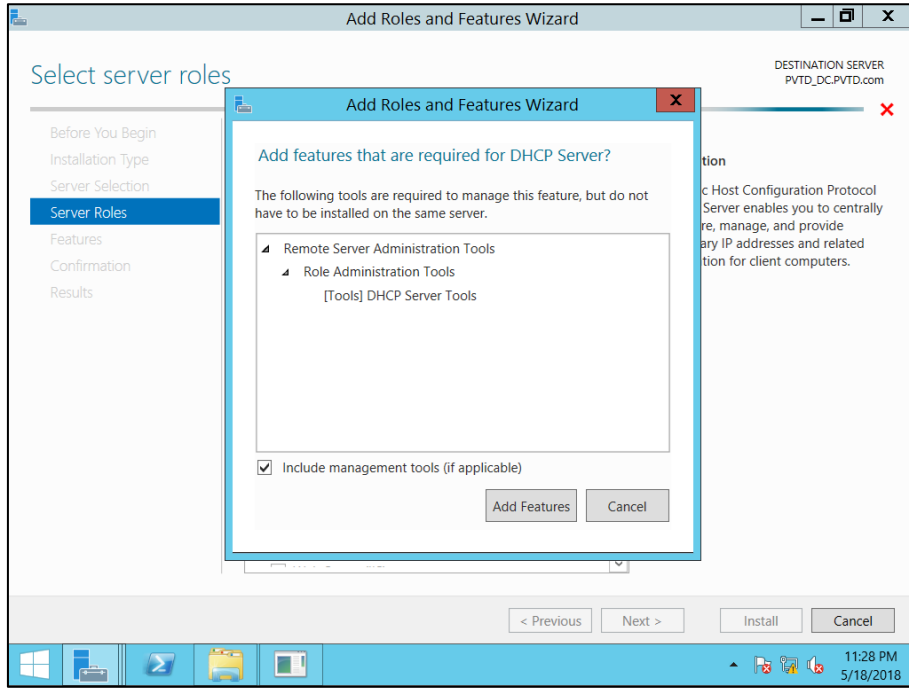 Add Roles and Features Wizard
Select server roles
DESTINATION SERVER
PVTD_DC.PVTD.com
Before You Begin
Installation Type
Server Selection
Server Roles
Features
Confirmation
Results
Add Roles and Features Wizard
X
Add features that are required for DHCP Server?
The following tools are required to manage this feature, but do not
have to be installed on the same server.
Remote Server Administration Tools
Role Administration Tools
[Tools] DHCP Server Tools
Include management tools (if applicable)
Add Features
Cancel
tion
c Host Configuration Protocol
Server enables you to centrally
re, manage, and provide
ary IP addresses and related
tion for client computers.
< Previous
Next >
Install
Cancel
11:28 PM
5/18/2018